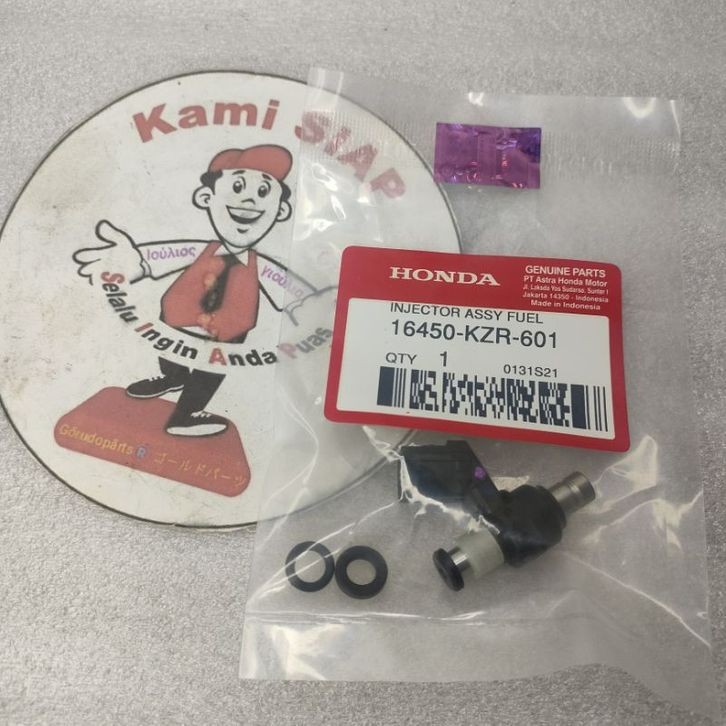 Kami SIAP
Ιούλιος
γιούλιος
Selalu Ingin Anda Puas
Görudopārts R ゴールドパーツ
HONDA
GENUINE PARTS
PT Astra Honda Motor
Jl. Laksda Yos Sudarso, Sunter I
Jakarta 14350 - Indonesia
Made in Indonesia
INJECTOR ASSY FUEL
16450-KZR-601
QTY 1
0131S21